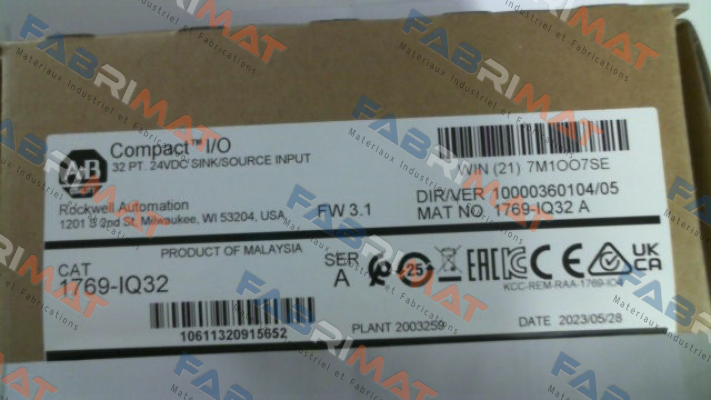 Compact™ I/O
32 PT. 24VDC SINK/SOURCE INPUT
A-B
WIN (21) 7M1OO7SE
Rockwell Automation
1201 S 2nd St, Milwaukee, WI 53204, USA
FW 3.1
DIR/VER 10000360104/05
MAT NO 1769-IQ32 A
PRODUCT OF MALAYSIA
CAT
1769-IQ32
SER
A
25
EAC
CE
UK
CA
10611320915652
PLANT 2003259
DATE 2023/05/28
FABRIMAT
Materiaux Industriel et Fabrications